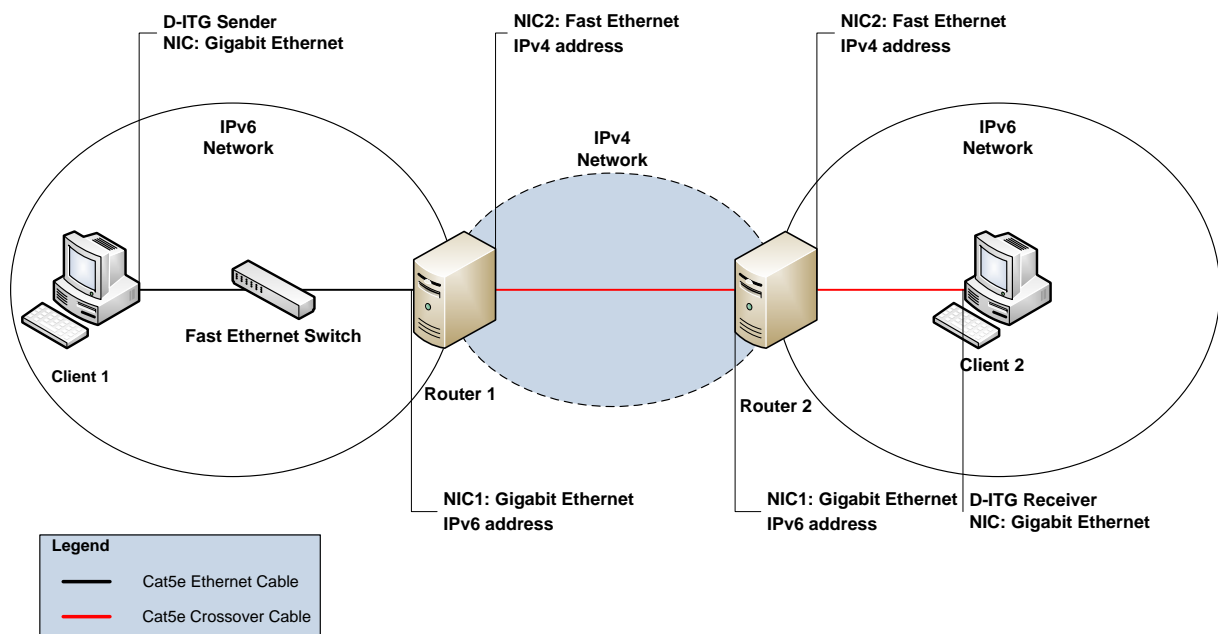 D-ITG Sender
NIC: Gigabit Ethernet
NIC2: Fast Ethernet
IPv4 address
NIC2: Fast Ethernet
IPv4 address
IPv6
Network
IPv4
Network
IPv6
Network
Fast Ethernet Switch
Client 1
Router 1
Router 2
Client 2
NIC1: Gigabit Ethernet
IPv6 address
NIC1: Gigabit Ethernet
IPv6 address
D-ITG Receiver
NIC: Gigabit Ethernet
Legend
Cat5e Ethernet Cable
Cat5e Crossover Cable